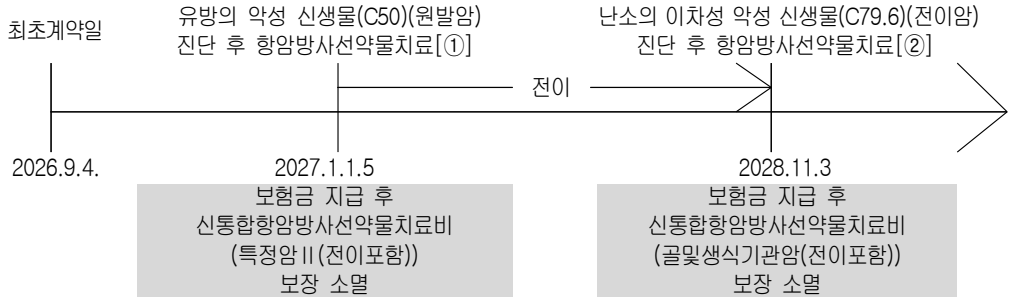 최초계약일
유방의 악성 신생물(C50)(원발암)
진단 후 항암방사선약물치료[①]
난소의 이차성 악성 신생물(C79.6)(전이암)
진단 후 항암방사선약물치료[②]
전이
2026.9.4.
2027.1.1.5
2028.11.3
보험금 지급 후
신통합항암방사선약물치료비
(특정암Ⅱ(전이포함))
보장 소멸
보험금 지급 후
신통합항암방사선약물치료비
(골및생식기관암(전이포함))
보장 소멸